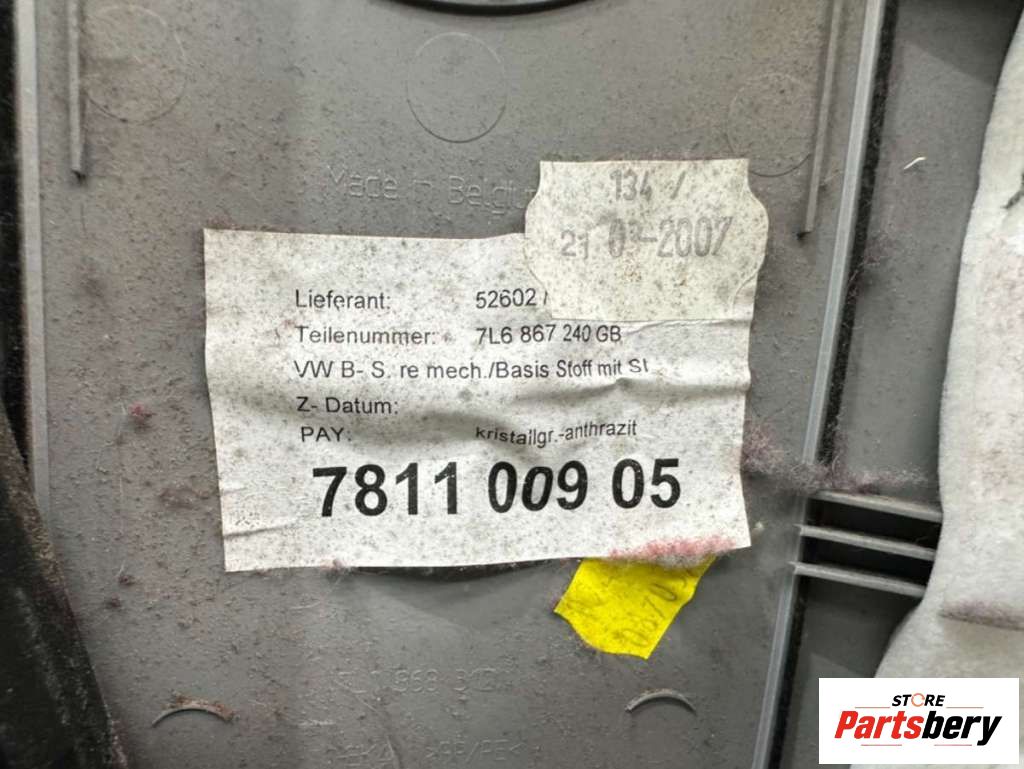 Made in Belgiu
134 /
21 03-2007
Lieferant: 52602 /
Teilenummer: 7L6 867 240 GB
VW B- S. re mech./Basis Stoff mit St
Z- Datum:
PAY: kristallgr.-anthrazit
7811 009 05
STORE
Partsbery